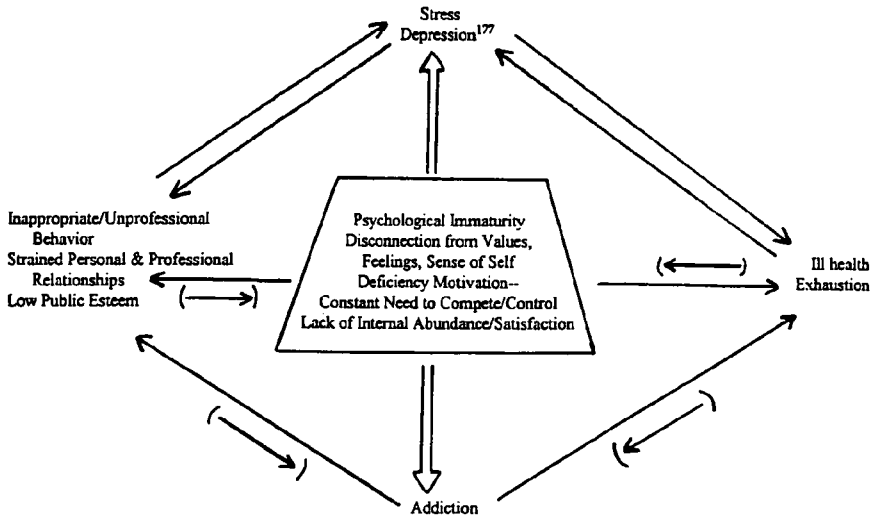 Stress
Depression177
Psychological Immaturity
Disconnection from Values,
Feelings, Sense of Self
Deficiency Motivation--
Constant Need to Compete/Control
Lack of Internal Abundance/Satisfaction
Inappropriate/Unprofessional
Behavior
Strained Personal & Professional
Relationships
Low Public Esteem
Ill health
Exhaustion
Addiction